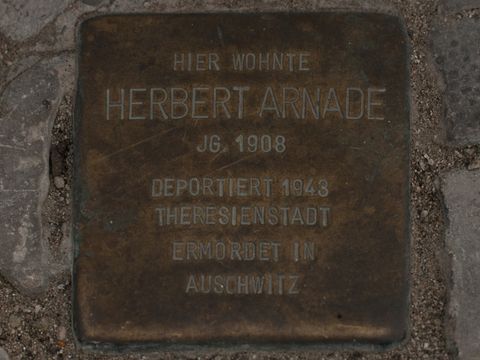 HIER WOHNTE
HERBERT ARNADE
JG. 1908
DEPORTIERT 1943
THERESIENSTADT
ERMORDET IN
AUSCHWITZ